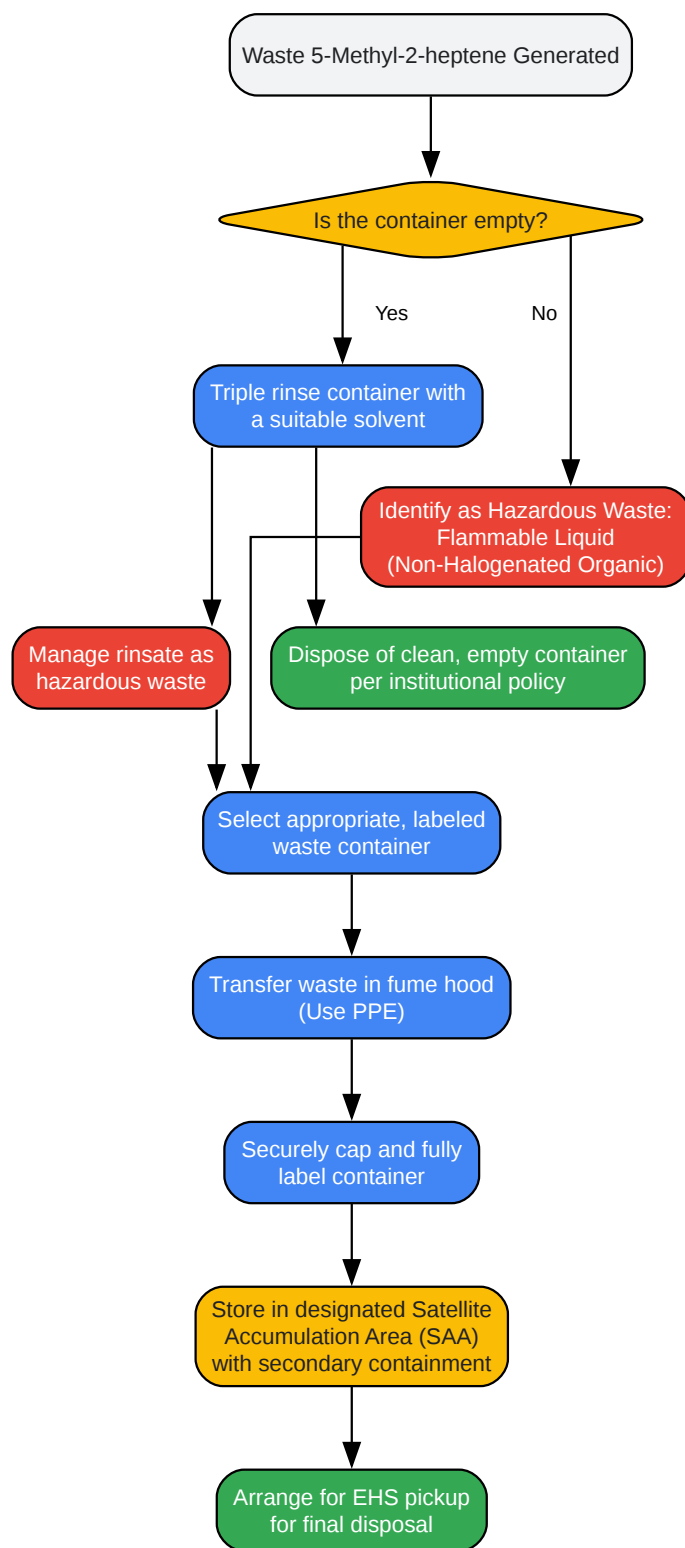 Waste 5-Methyl-2-heptene Generated
Is the container empty?
Yes
No
Triple rinse container with
a suitable solvent
Identify as Hazardous Waste:
Flammable Liquid
(Non-Halogenated Organic)
Manage rinsate as
hazardous waste
Dispose of clean, empty container
per institutional policy
Select appropriate, labeled
waste container
Transfer waste in fume hood
(Use PPE)
Securely cap and fully
label container
Store in designated Satellite
Accumulation Area (SAA)
with secondary containment
Arrange for EHS pickup
for final disposal